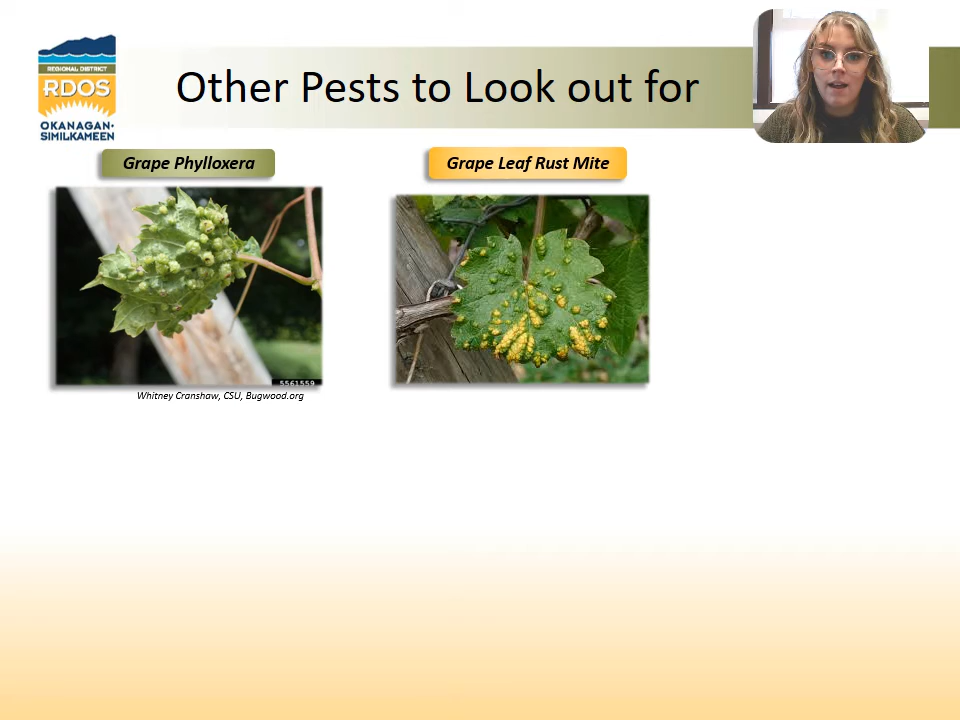 REGIONAL DISTRICT
RDOS
OKANAGAN-
SIMILKAMEEN
Other Pests to Look out for
Grape Phylloxera
Grape Leaf Rust Mite
5561559
Whitney Cranshaw, CSU, Bugwood.org